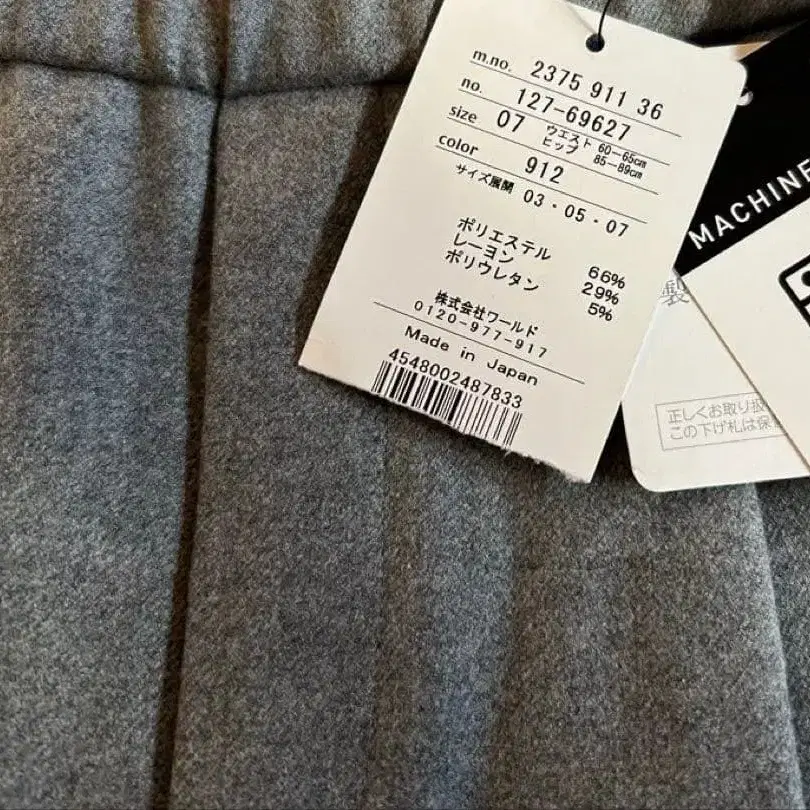 m.no. 2375 911 36
no. 127-69627
size 07 ウエスト 60-65cm
ヒップ 85-89cm
color 912
サイズ展開 03・05・07
ポリエステル 66%
レーヨン 29%
ポリウレタン 5%
株式会社ワールド
0120-977-917
Made in Japan
4548002487833
MACHINE
製
正しくお取り扱
この下げ札は保